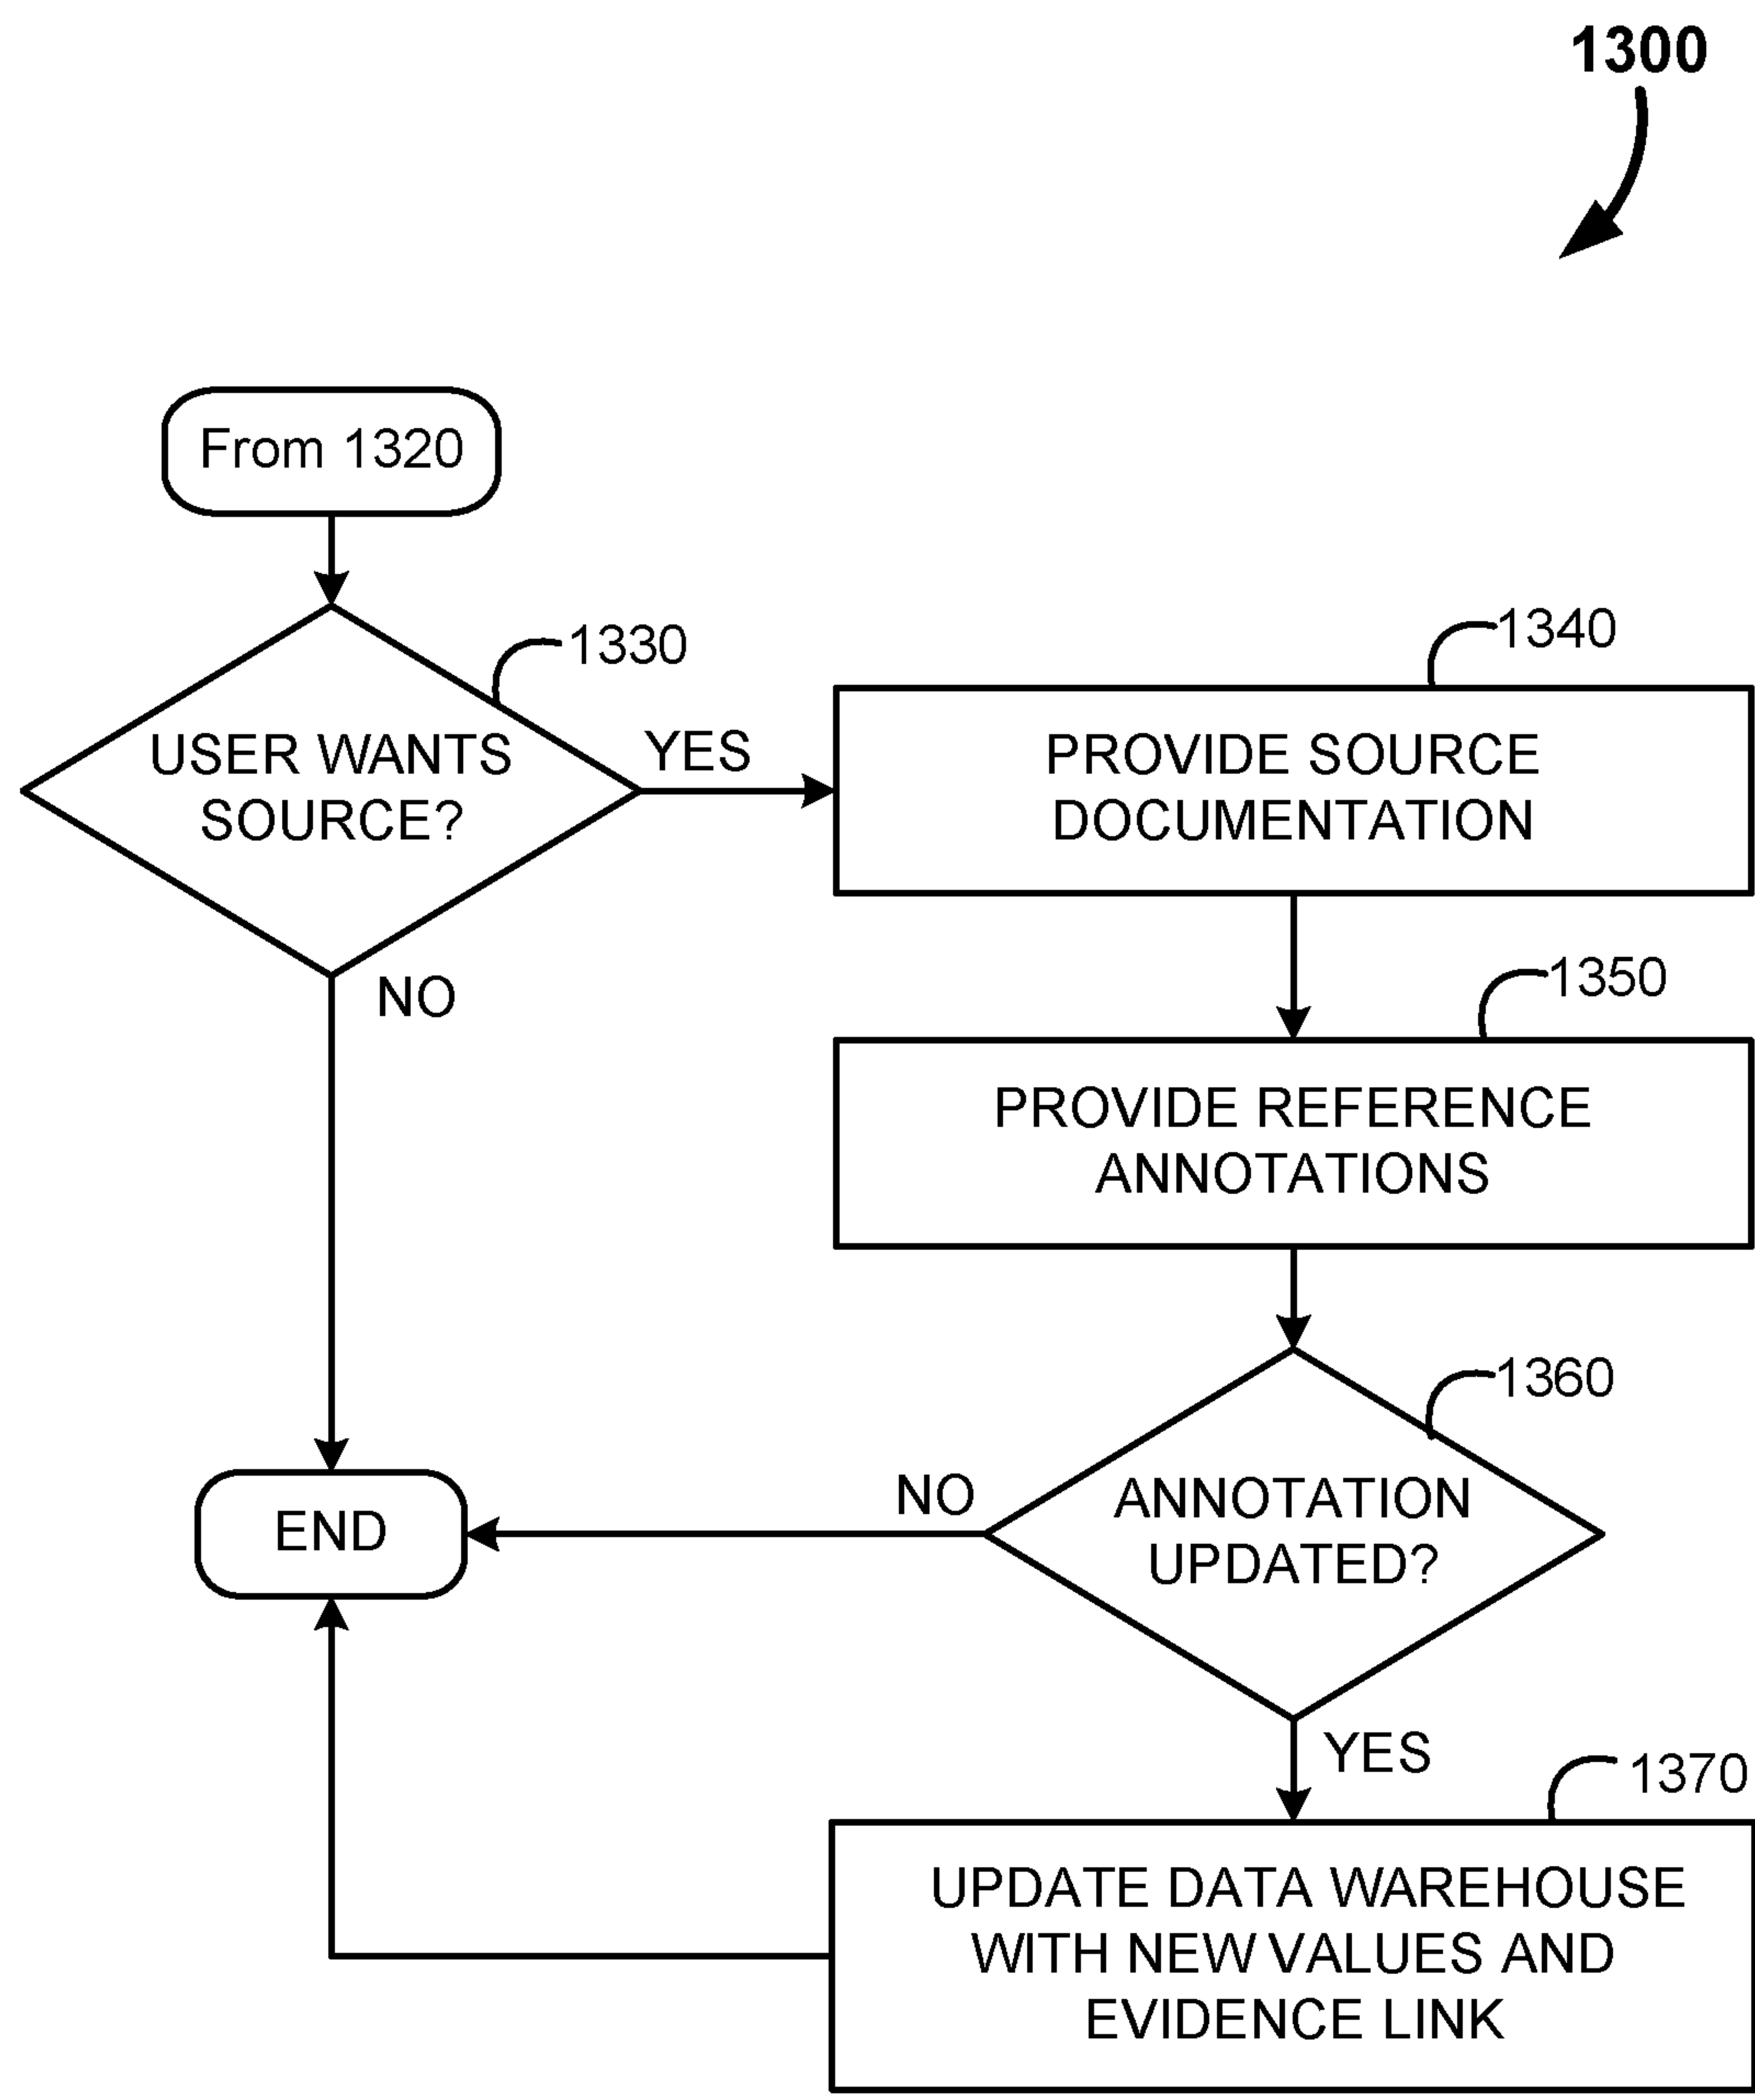 1300
From 1320
1330
USER WANTS
SOURCE?
YES
NO
1340
PROVIDE SOURCE
DOCUMENTATION
1350
PROVIDE REFERENCE
ANNOTATIONS
1360
ANNOTATION
UPDATED?
NO
END
YES
1370
UPDATE DATA WAREHOUSE
WITH NEW VALUES AND
EVIDENCE LINK